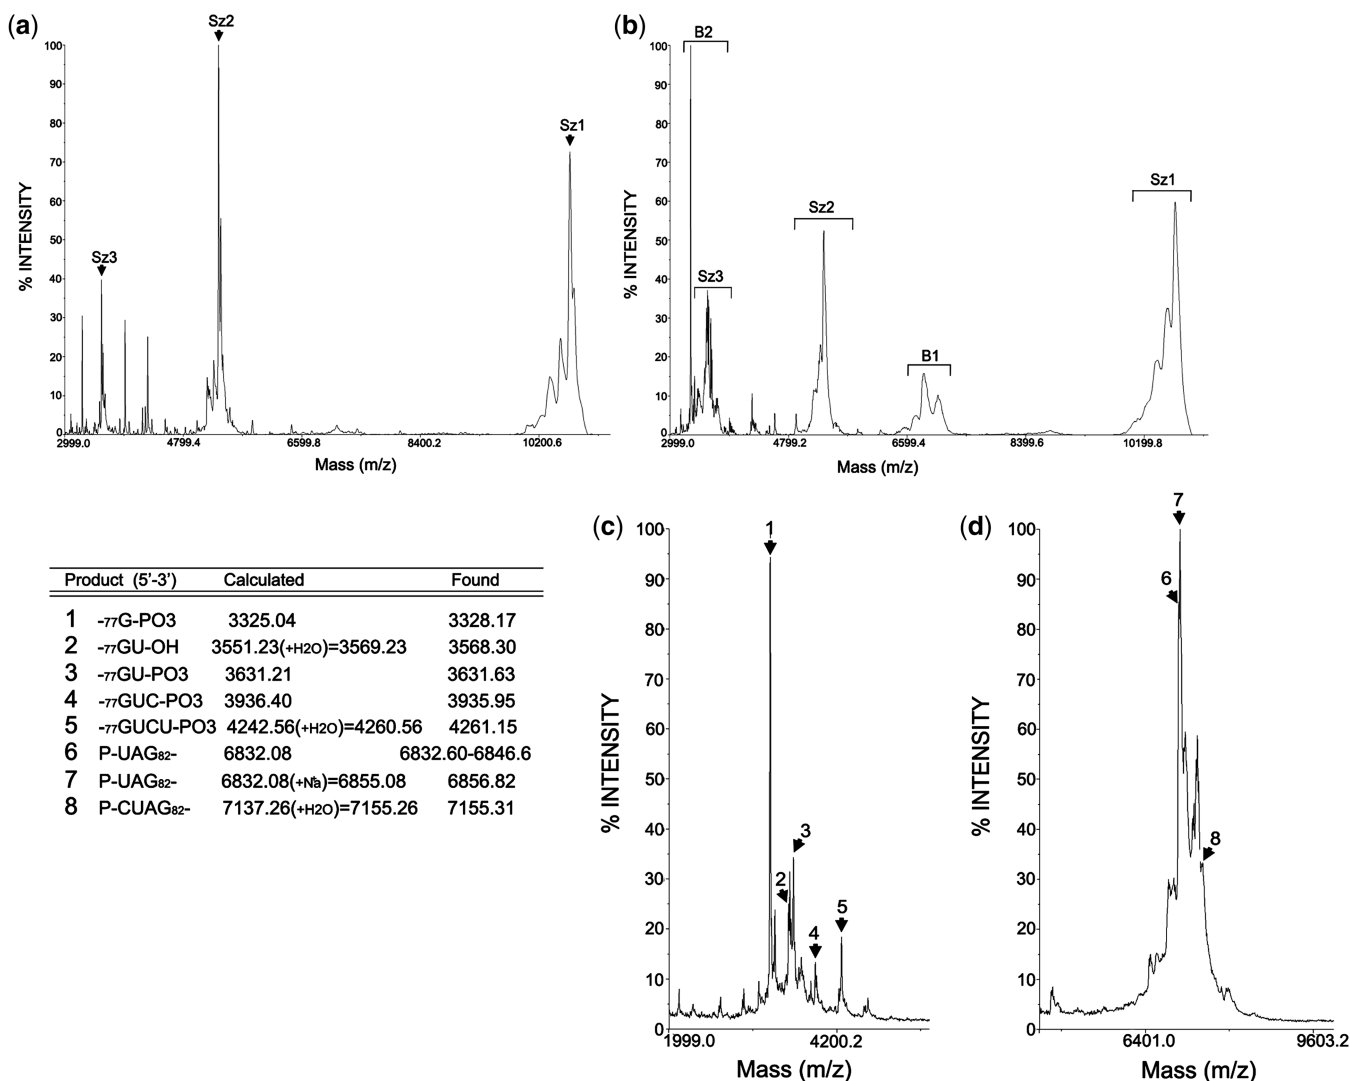 (a)
Sz2
Sz1
Sz3
100
90
80
70
60
50
40
30
20
10
0
% INTENSITY
2999.0 4799.4 6599.8 8400.2 10200.6
Mass (m/z)
(b)
B2
Sz3
Sz2
B1
Sz1
100
90
80
70
60
50
40
30
20
10
0
% INTENSITY
2999.0 4799.2 6599.4 8399.6 10199.8
Mass (m/z)
Product (5'-3') Calculated Found
1 -77G-PO3 3325.04 3328.17
2 -77GU-OH 3551.23(+H2O)=3569.23 3568.30
3 -77GU-PO3 3631.21 3631.63
4 -77GUC-PO3 3936.40 3935.95
5 -77GUCU-PO3 4242.56(+H2O)=4260.56 4261.15
6 P-UAG82- 6832.08 6832.60-6846.6
7 P-UAG82- 6832.08(+Na)=6855.08 6856.82
8 P-CUAG82- 7137.26(+H2O)=7155.26 7155.31
(c)
1
2
3
4
5
100
90
80
70
60
50
40
30
20
10
0
% INTENSITY
1999.0 4200.2
Mass (m/z)
(d)
7
6
8
100
90
80
70
60
50
40
30
20
10
0
% INTENSITY
6401.0 9603.2
Mass (m/z)